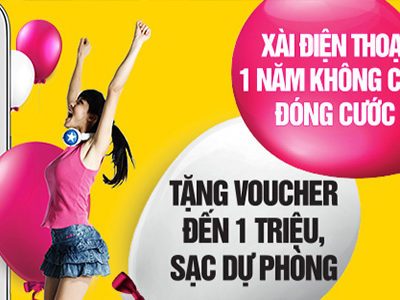 XÀI ĐIỆN THOẠ
1 NĂM KHÔNG C
ĐÓNG CƯỚC
TẶNG VOUCHER
ĐẾN 1 TRIỆU,
SẠC DỰ PHÒNG